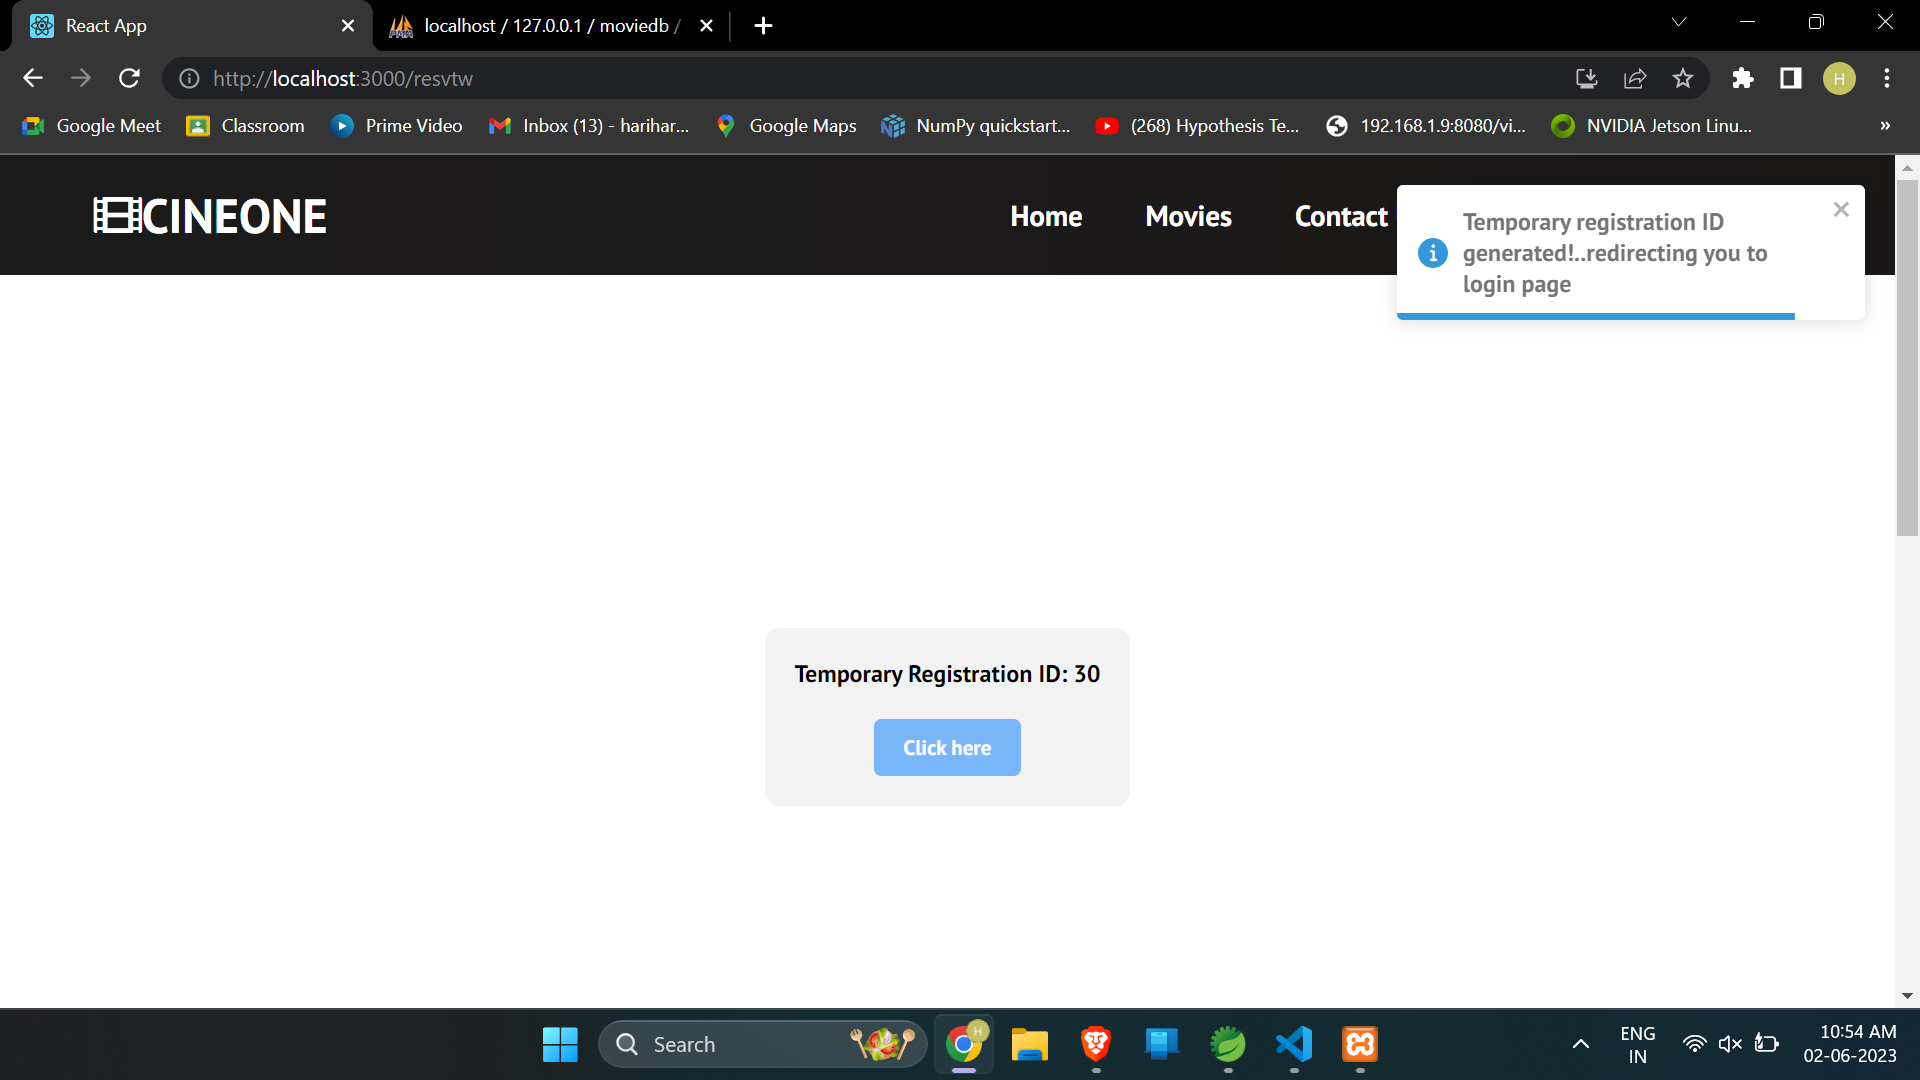 React App
localhost / 127.0.0.1 / moviedb /
http://localhost:3000/resvtw
H
Google Meet
Classroom
Prime Video
Inbox (13) - harihar...
Google Maps
NumPy quickstart...
(268) Hypothesis Te...
192.168.1.9:8080/vi...
NVIDIA Jetson Linu...
»
CINEONE
Home
Movies
Contact
Temporary registration ID
generated!..redirecting you to
login page
Temporary Registration ID: 30
Click here
Search
H
ENG
IN
10:54 AM
02-06-2023